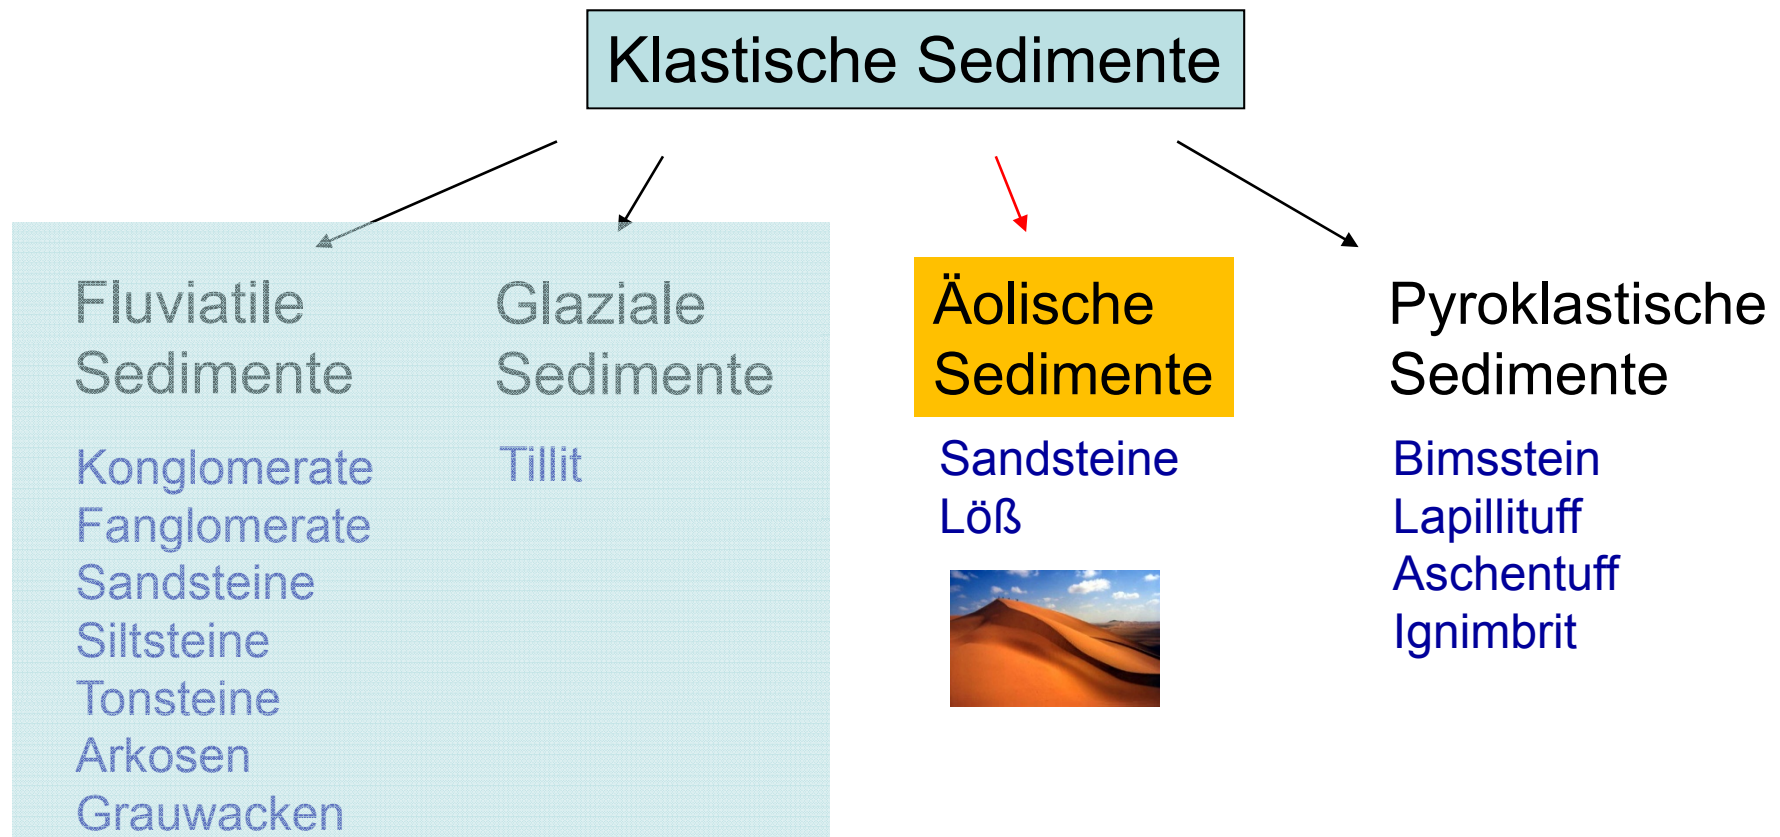 Klastische Sedimente
Fluviatile
Sedimente
Konglomerate
Fanglomerate
Sandsteine
Siltsteine
Tonsteine
Arkosen
Grauwacken
Glaziale
Sedimente
Tillit
Äolische
Sedimente
Sandsteine
Löß
Pyroklastische
Sedimente
Bimsstein
Lapillituff
Aschentuff
Ignimbrit